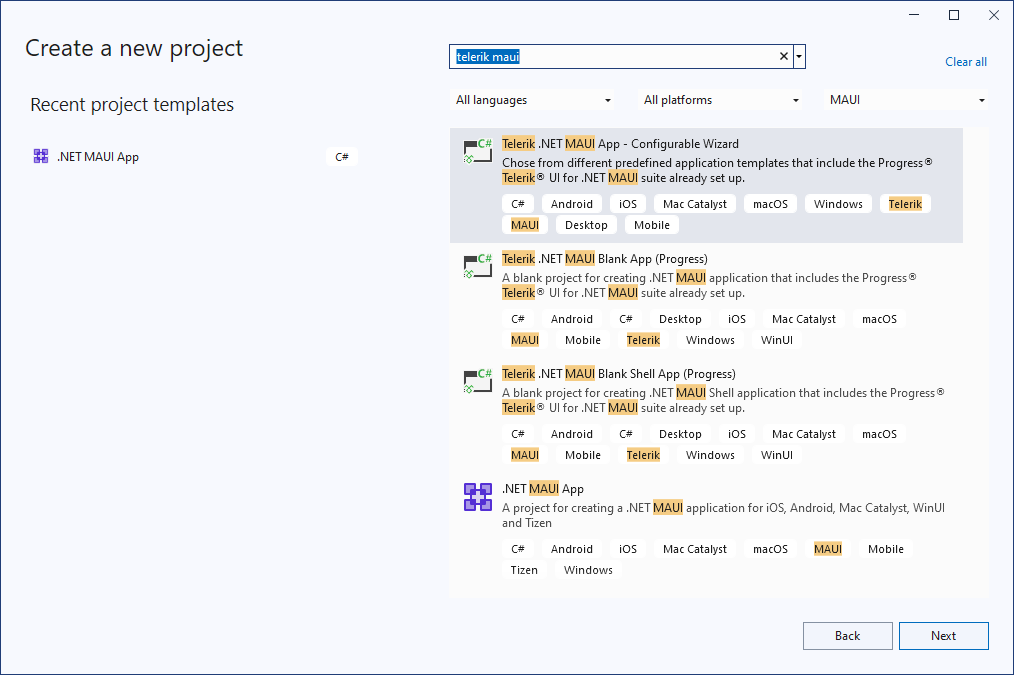 Create a new project
telerik maui
Clear all
Recent project templates
All languages
All platforms
MAUI
.NET MAUI App
C#
C#
Telerik .NET MAUI App - Configurable Wizard
Chose from different predefined application templates that include the Progress®
Telerik® UI for .NET MAUI suite already set up.
C# Android iOS Mac Catalyst macOS Windows Telerik
MAUI Desktop Mobile
C#
Telerik .NET MAUI Blank App (Progress)
A blank project for creating .NET MAUI application that includes the Progress®
Telerik® UI for .NET MAUI suite already set up.
C# Android C# Desktop iOS Mac Catalyst macOS
MAUI Mobile Telerik Windows WinUI
C#
Telerik .NET MAUI Blank Shell App (Progress)
A blank project for creating .NET MAUI Shell application that includes the Progress®
Telerik® UI for .NET MAUI suite already set up.
C# Android C# Desktop iOS Mac Catalyst macOS
MAUI Mobile Telerik Windows WinUI
.NET MAUI App
A project for creating a .NET MAUI application for iOS, Android, Mac Catalyst, WinUI
and Tizen
C# Android iOS Mac Catalyst macOS MAUI Mobile
Tizen Windows
Back
Next